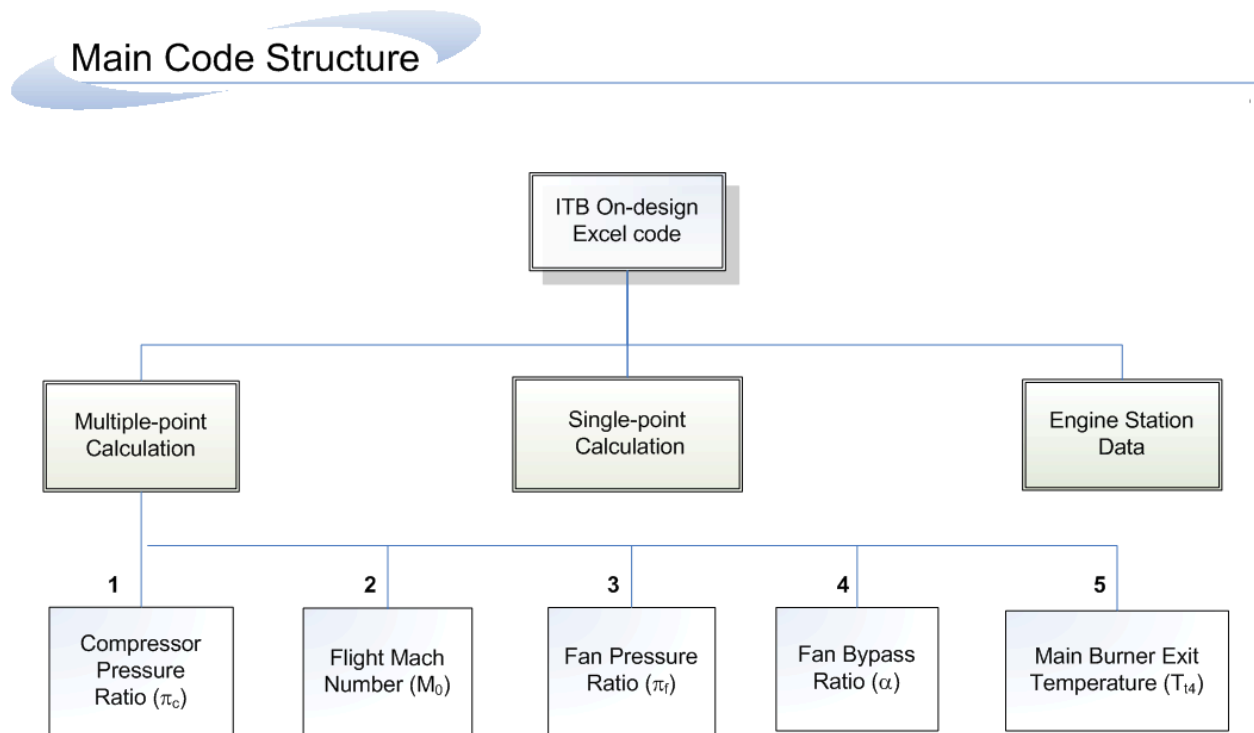 Main Code Structure
ITB On-design
Excel code
Multiple-point
Calculation
Single-point
Calculation
Engine Station
Data
1
2
3
4
5
Compressor
Pressure
Ratio (πc)
Flight Mach
Number (M0)
Fan Pressure
Ratio (πf)
Fan Bypass
Ratio (α)
Main Burner Exit
Temperature (Tt4)